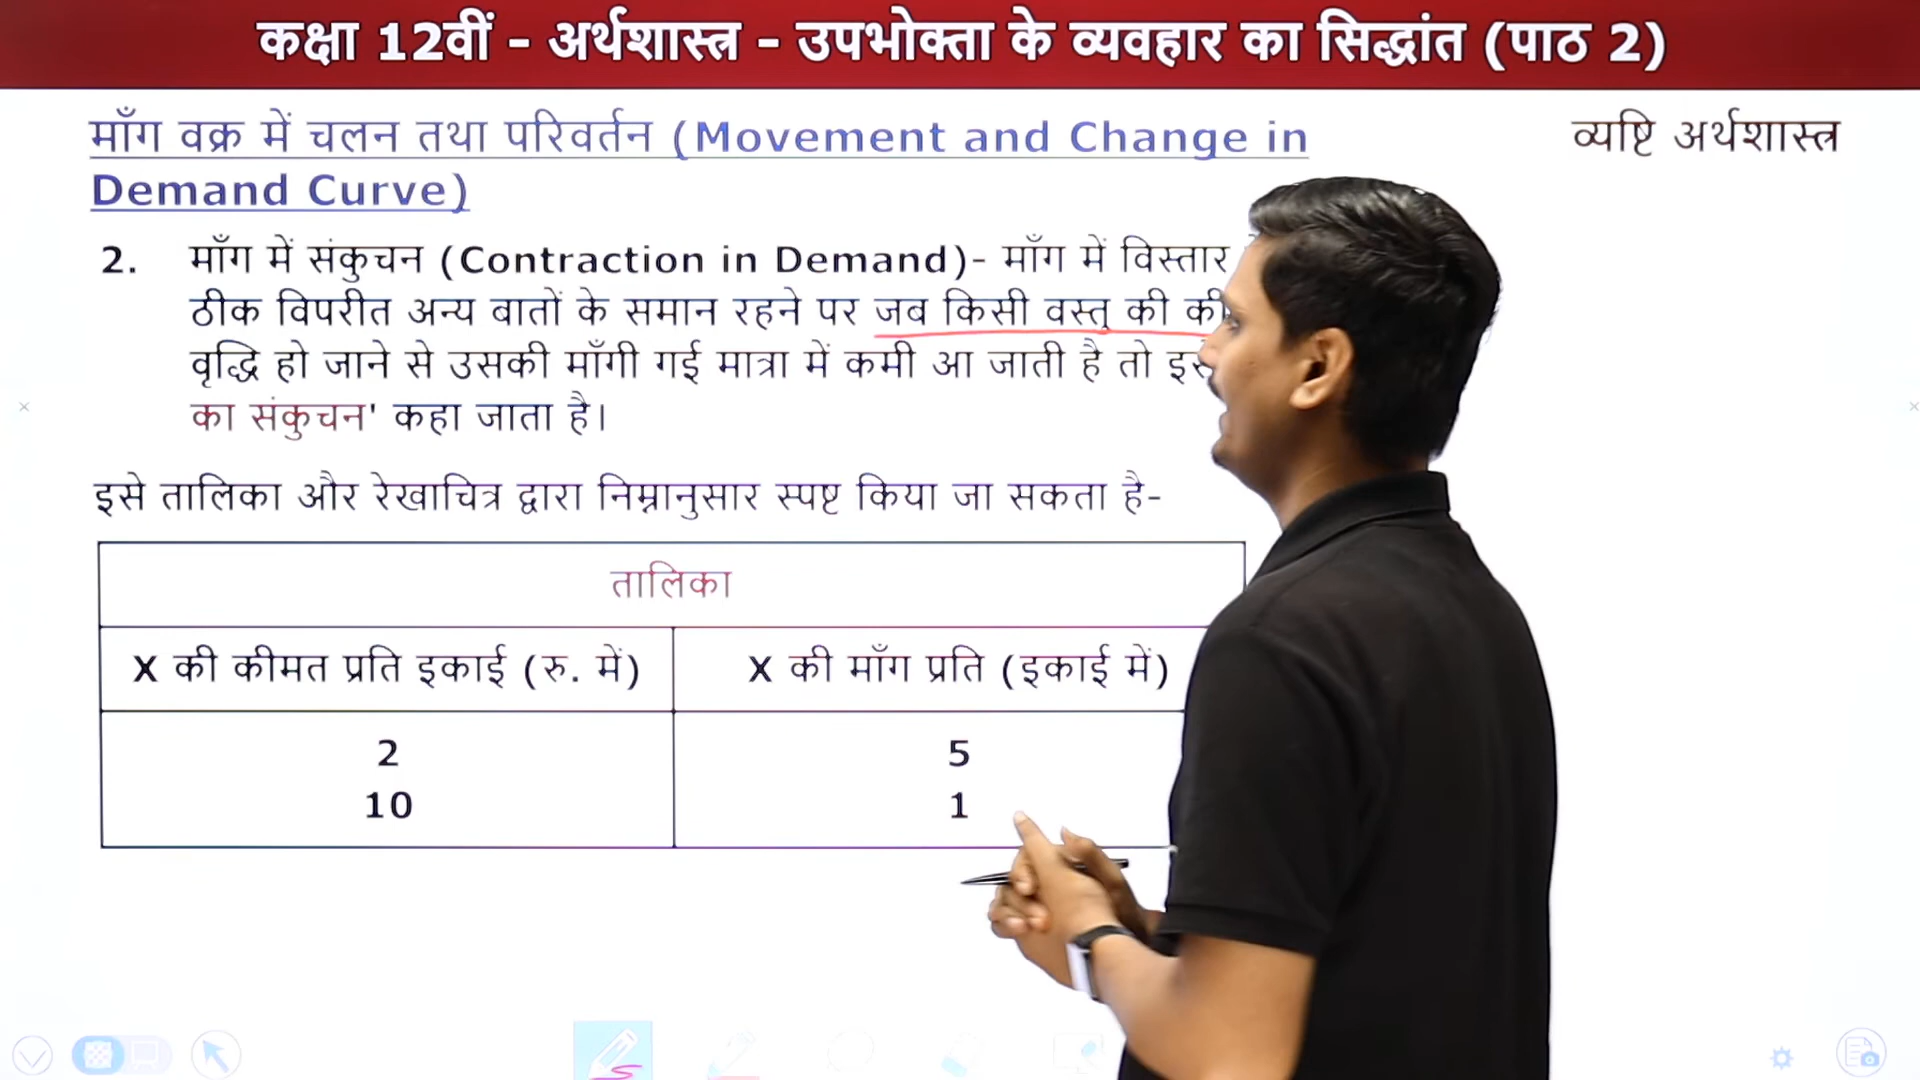 कक्षा 12वीं - अर्थशास्त्र - उपभोक्ता के व्यवहार का सिद्धांत (पाठ 2)
माँग वक्र में चलन तथा परिवर्तन (Movement and Change in
Demand Curve)
व्यष्टि अर्थशास्त्र
2. माँग में संकुचन (Contraction in Demand)- माँग में विस्तार
ठीक विपरीत अन्य बातों के समान रहने पर जब किसी वस्तु की
वृद्धि हो जाने से उसकी माँगी गई मात्रा में कमी आ जाती है तो
का संकुचन' कहा जाता है।
इसे तालिका और रेखाचित्र द्वारा निम्नानुसार स्पष्ट किया जा सकता है-
तालिका
X की कीमत प्रति इकाई (रु. में) X की माँग प्रति (इकाई में)
2 5
10 1